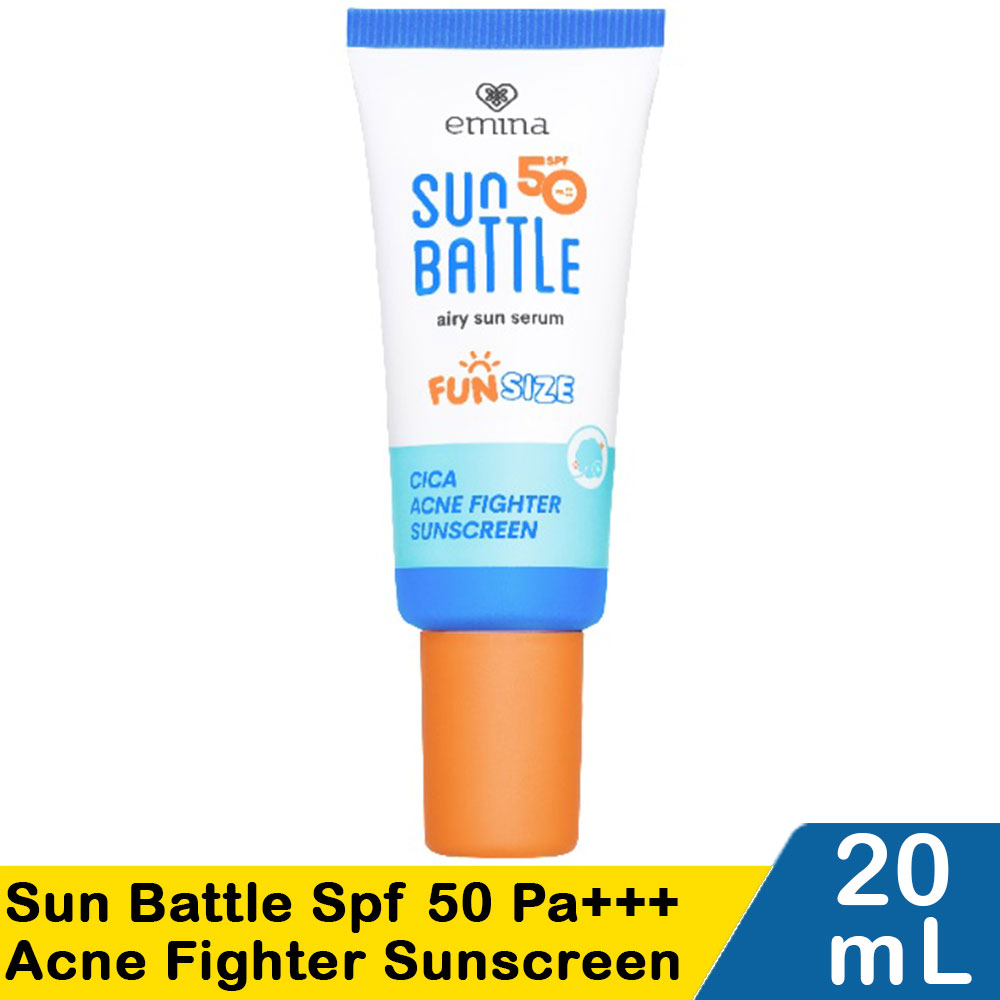 emina
SUN
SPF
50
BATTLE
airy sun serum
FUN SIZE
CICA
ACNE FIGHTER
SUNSCREEN
Sun Battle Spf 50 Pa+++
Acne Fighter Sunscreen
20
mL